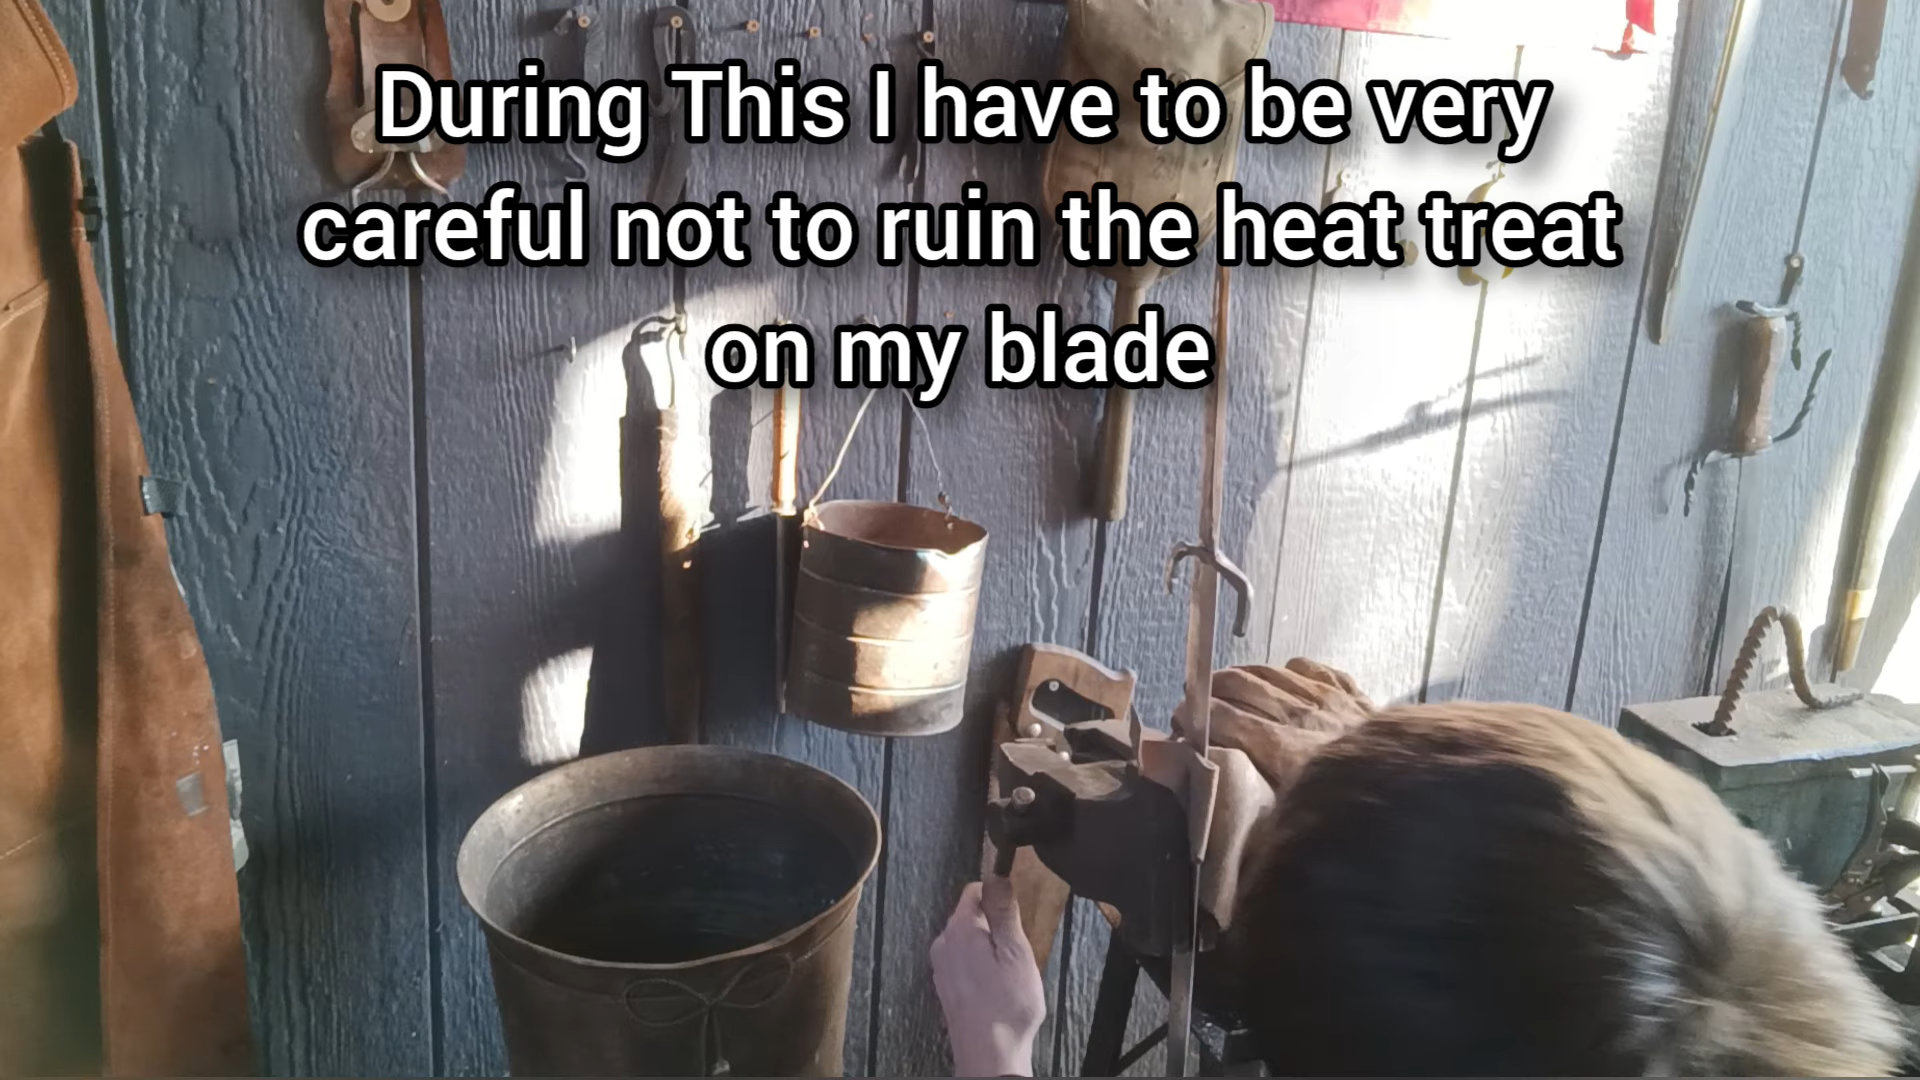 During This I have to be very
careful not to ruin the heat treat
on my blade